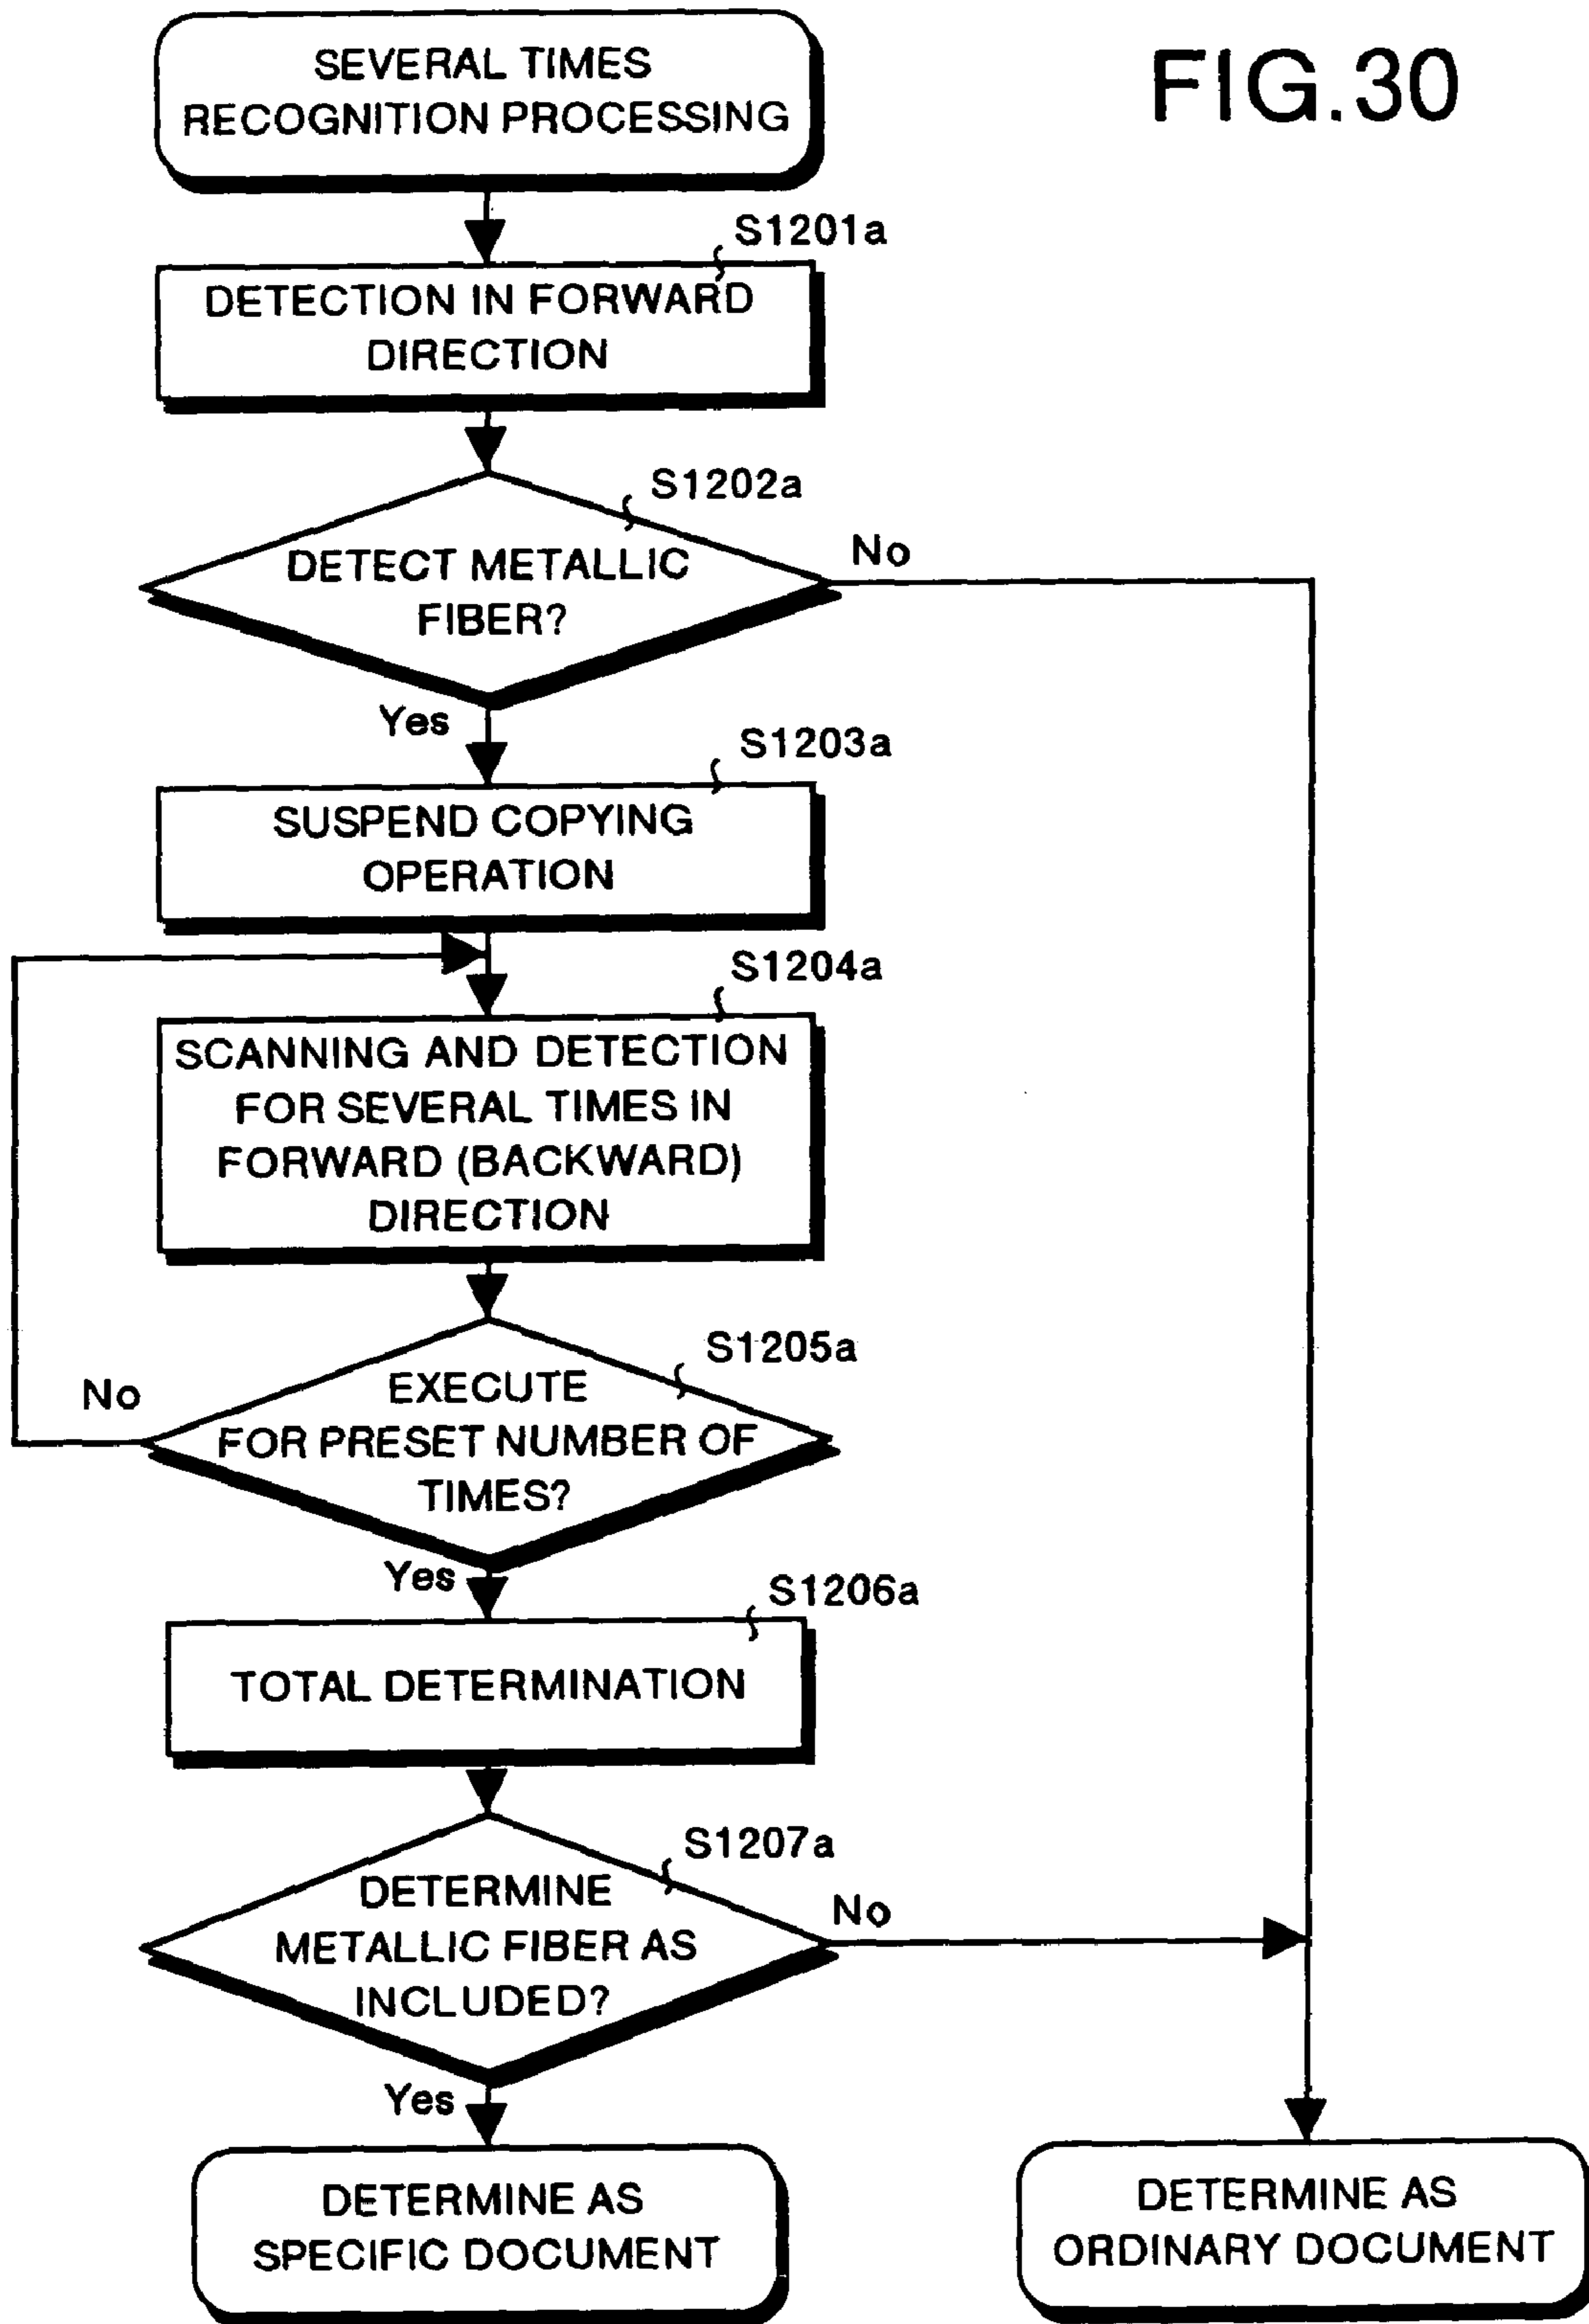 FIG.30
SEVERAL TIMES
RECOGNITION PROCESSING
S1201a
DETECTION IN FORWARD
DIRECTION
S1202a
DETECT METALLIC
FIBER?
No
Yes
S1203a
SUSPEND COPYING
OPERATION
S1204a
SCANNING AND DETECTION
FOR SEVERAL TIMES IN
FORWARD (BACKWARD)
DIRECTION
S1205a
EXECUTE
FOR PRESET NUMBER OF
TIMES?
No
Yes
S1206a
TOTAL DETERMINATION
S1207a
DETERMINE
METALLIC FIBER AS
INCLUDED?
No
Yes
DETERMINE AS
SPECIFIC DOCUMENT
DETERMINE AS
ORDINARY DOCUMENT